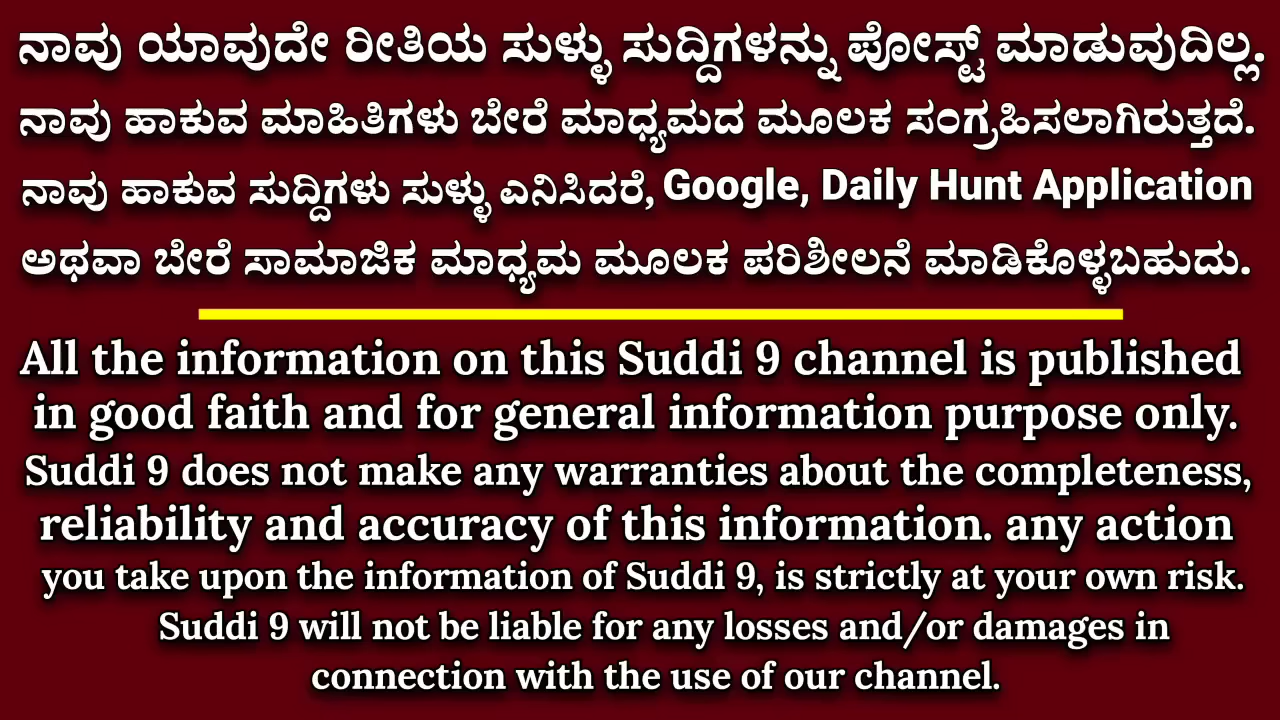 ನಾವು ಯಾವುದೇ ರೀತಿಯ ಸುಳ್ಳು ಸುದ್ದಿಗಳನ್ನು ಪೋಸ್ಟ್ ಮಾಡುವುದಿಲ್ಲ.
ನಾವು ಹಾಕುವ ಮಾಹಿತಿಗಳು ಬೇರೆ ಮಾಧ್ಯಮದ ಮೂಲಕ ಸಂಗ್ರಹಿಸಲಾಗಿರುತ್ತದೆ.
ನಾವು ಹಾಕುವ ಸುದ್ದಿಗಳು ಸುಳ್ಳು ಎನಿಸಿದರೆ, Google, Daily Hunt Application
ಅಥವಾ ಬೇರೆ ಸಾಮಾಜಿಕ ಮಾಧ್ಯಮ ಮೂಲಕ ಪರಿಶೀಲನೆ ಮಾಡಿಕೊಳ್ಳಬಹುದು.
All the information on this Suddi 9 channel is published
in good faith and for general information purpose only.
Suddi 9 does not make any warranties about the completeness,
reliability and accuracy of this information. any action
you take upon the information of Suddi 9, is strictly at your own risk.
Suddi 9 will not be liable for any losses and/or damages in
connection with the use of our channel.